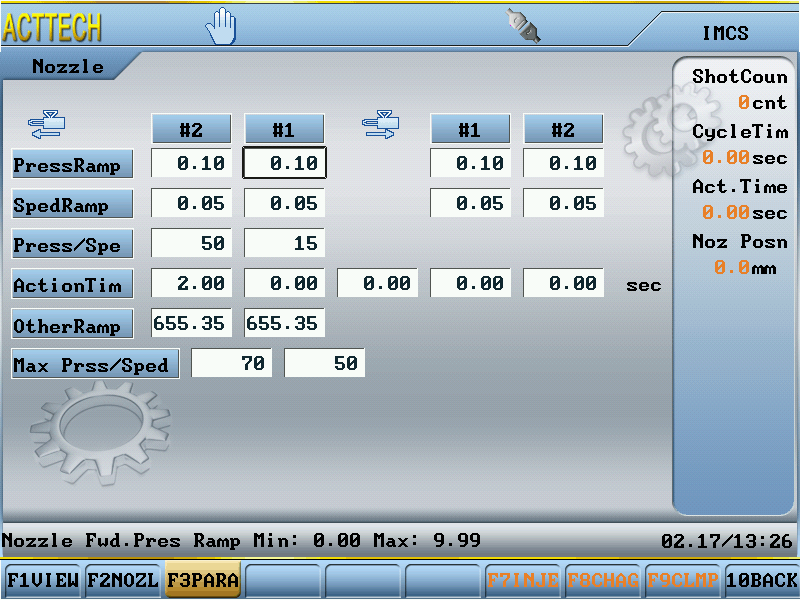 ACTTECH
IMCS
Nozzle
#2 #1 #1 #2
PressRamp 0.10 0.10 0.10 0.10
SpedRamp 0.05 0.05 0.05 0.05
Press/Spe 50 15
ActionTim 2.00 0.00 0.00 0.00 0.00 sec
OtherRamp 655.35 655.35
Max Prss/Sped 70 50
ShotCoun
0cnt
CycleTim
0.00sec
Act.Time
0.00sec
Noz Posn
0.0mm
Nozzle Fwd.Pres Ramp Min: 0.00 Max: 9.99 02.17/13:26
F1VIEW F2NOZL F3PARA F7INJE F8CHAG F9CLMP 10BACK